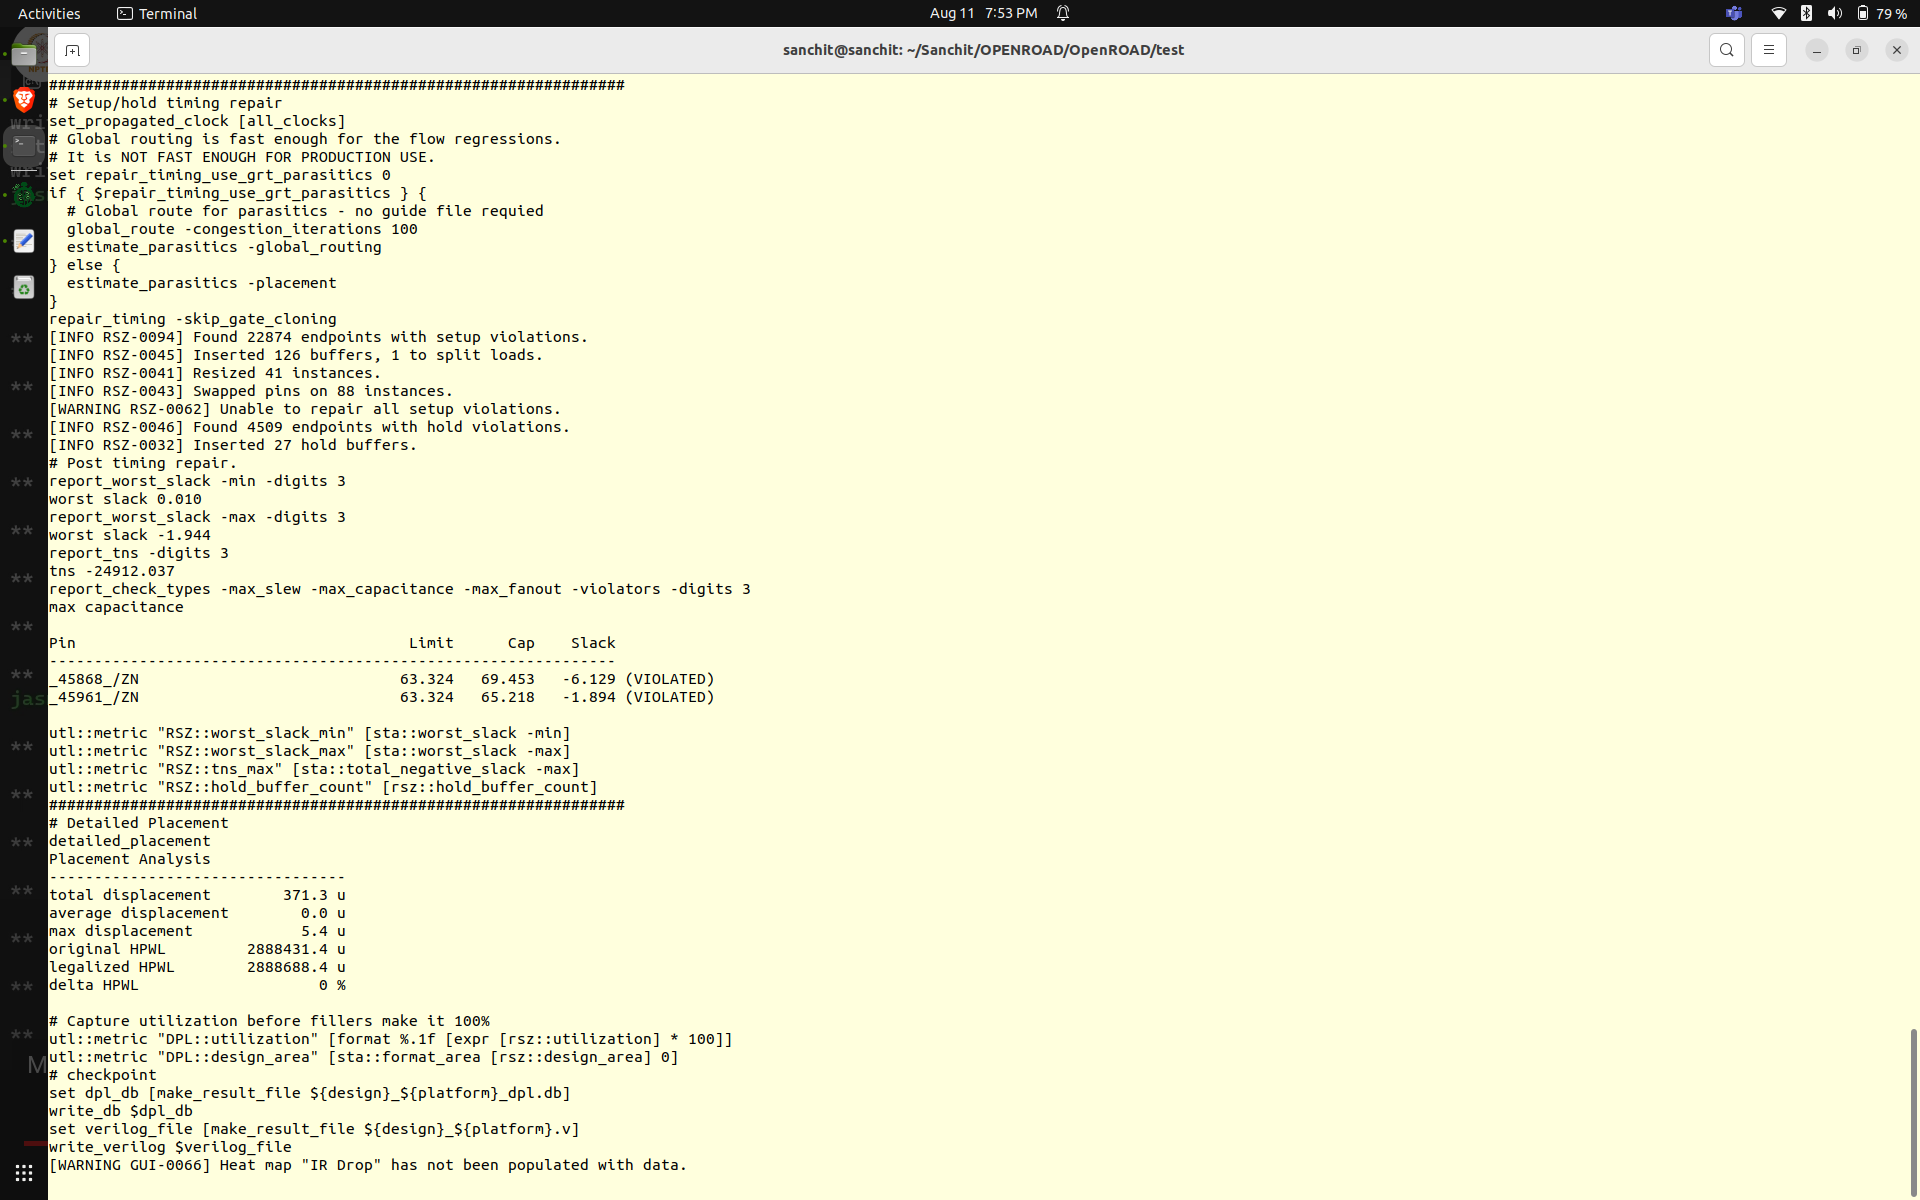 Activities
Terminal
Aug 11 7:53 PM
79 %
sanchit@sanchit: ~/Sanchit/OPENROAD/OpenROAD/test
################################################################
# Setup/hold timing repair
set_propagated_clock [all_clocks]
# Global routing is fast enough for the flow regressions.
# It is NOT FAST ENOUGH FOR PRODUCTION USE.
set repair_timing_use_grt_parasitics 0
if { $repair_timing_use_grt_parasitics } {
  # Global route for parasitics - no guide file requied
  global_route -congestion_iterations 100
  estimate_parasitics -global_routing
} else {
  estimate_parasitics -placement
}
repair_timing -skip_gate_cloning
[INFO RSZ-0094] Found 22874 endpoints with setup violations.
[INFO RSZ-0045] Inserted 126 buffers, 1 to split loads.
[INFO RSZ-0041] Resized 41 instances.
[INFO RSZ-0043] Swapped pins on 88 instances.
[WARNING RSZ-0062] Unable to repair all setup violations.
[INFO RSZ-0046] Found 4509 endpoints with hold violations.
[INFO RSZ-0032] Inserted 27 hold buffers.
# Post timing repair.
report_worst_slack -min -digits 3
worst slack 0.010
report_worst_slack -max -digits 3
worst slack -1.944
report_tns -digits 3
tns -24912.037
report_check_types -max_slew -max_capacitance -max_fanout -violators -digits 3
max capacitance
Pin                                     Limit      Cap    Slack
---------------------------------------------------------------
_45868_/ZN                             63.324   69.453   -6.129 (VIOLATED)
_45961_/ZN                             63.324   65.218   -1.894 (VIOLATED)
utl::metric "RSZ::worst_slack_min" [sta::worst_slack -min]
utl::metric "RSZ::worst_slack_max" [sta::worst_slack -max]
utl::metric "RSZ::tns_max" [sta::total_negative_slack -max]
utl::metric "RSZ::hold_buffer_count" [rsz::hold_buffer_count]
################################################################
# Detailed Placement
detailed_placement
Placement Analysis
---------------------------------
total displacement        371.3 u
average displacement        0.0 u
max displacement            5.4 u
original HPWL         2888431.4 u
legalized HPWL        2888688.4 u
delta HPWL                    0 %
# Capture utilization before fillers make it 100%
utl::metric "DPL::utilization" [format %.1f [expr [rsz::utilization] * 100]]
utl::metric "DPL::design_area" [sta::format_area [rsz::design_area] 0]
# checkpoint
set dpl_db [make_result_file ${design}_${platform}_dpl.db]
write_db $dpl_db
set verilog_file [make_result_file ${design}_${platform}.v]
write_verilog $verilog_file
[WARNING GUI-0066] Heat map "IR Drop" has not been populated with data.